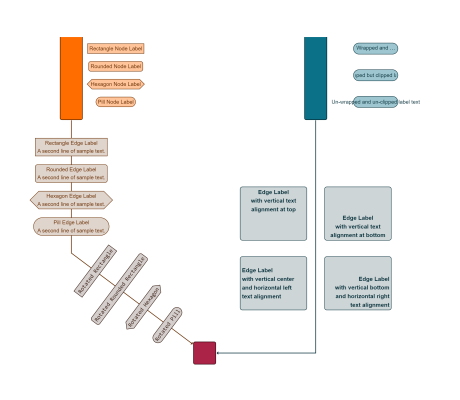 Rectangle Node Label
Rounded Node Label
Hexagon Node Label
Pill Node Label
Wrapped and ...
ped but clipped l
Un-wrapped and un-clipped label text
Rectangle Edge Label
A second line of sample text.
Rounded Edge Label
A second line of sample text.
Hexagon Edge Label
A second line of sample text.
Pill Edge Label
A second line of sample text.
Edge Label
with vertical text
alignment at top
Edge Label
with vertical text
alignment at bottom
Edge Label
with vertical center
and horizontal left
text alignment
Edge Label
with vertical bottom
and horizontal right
text alignment
Rotated Rectangle
Rotated Rounded Rectangle
Rotated Hexagon
Rotated Pill